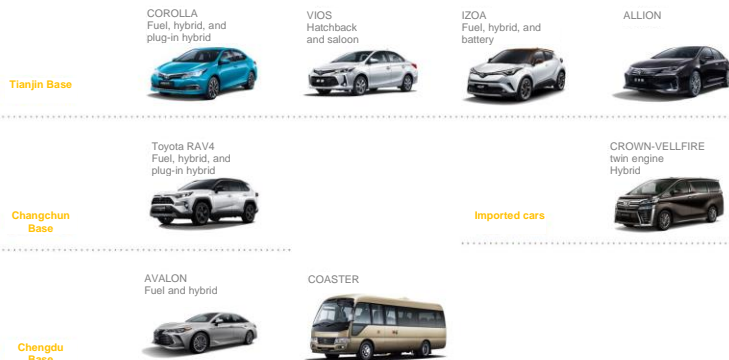 COROLLA
Fuel, hybrid, and
plug-in hybrid
VIOS
Hatchback
and saloon
IZOA
Fuel, hybrid, and
battery
ALLION
Tianjin Base
Toyota RAV4
Fuel, hybrid, and
plug-in hybrid
CROWN-VELLFIRE
twin engine
Hybrid
Changchun
Base
Imported cars
AVALON
Fuel and hybrid
COASTER
Chengdu
Base